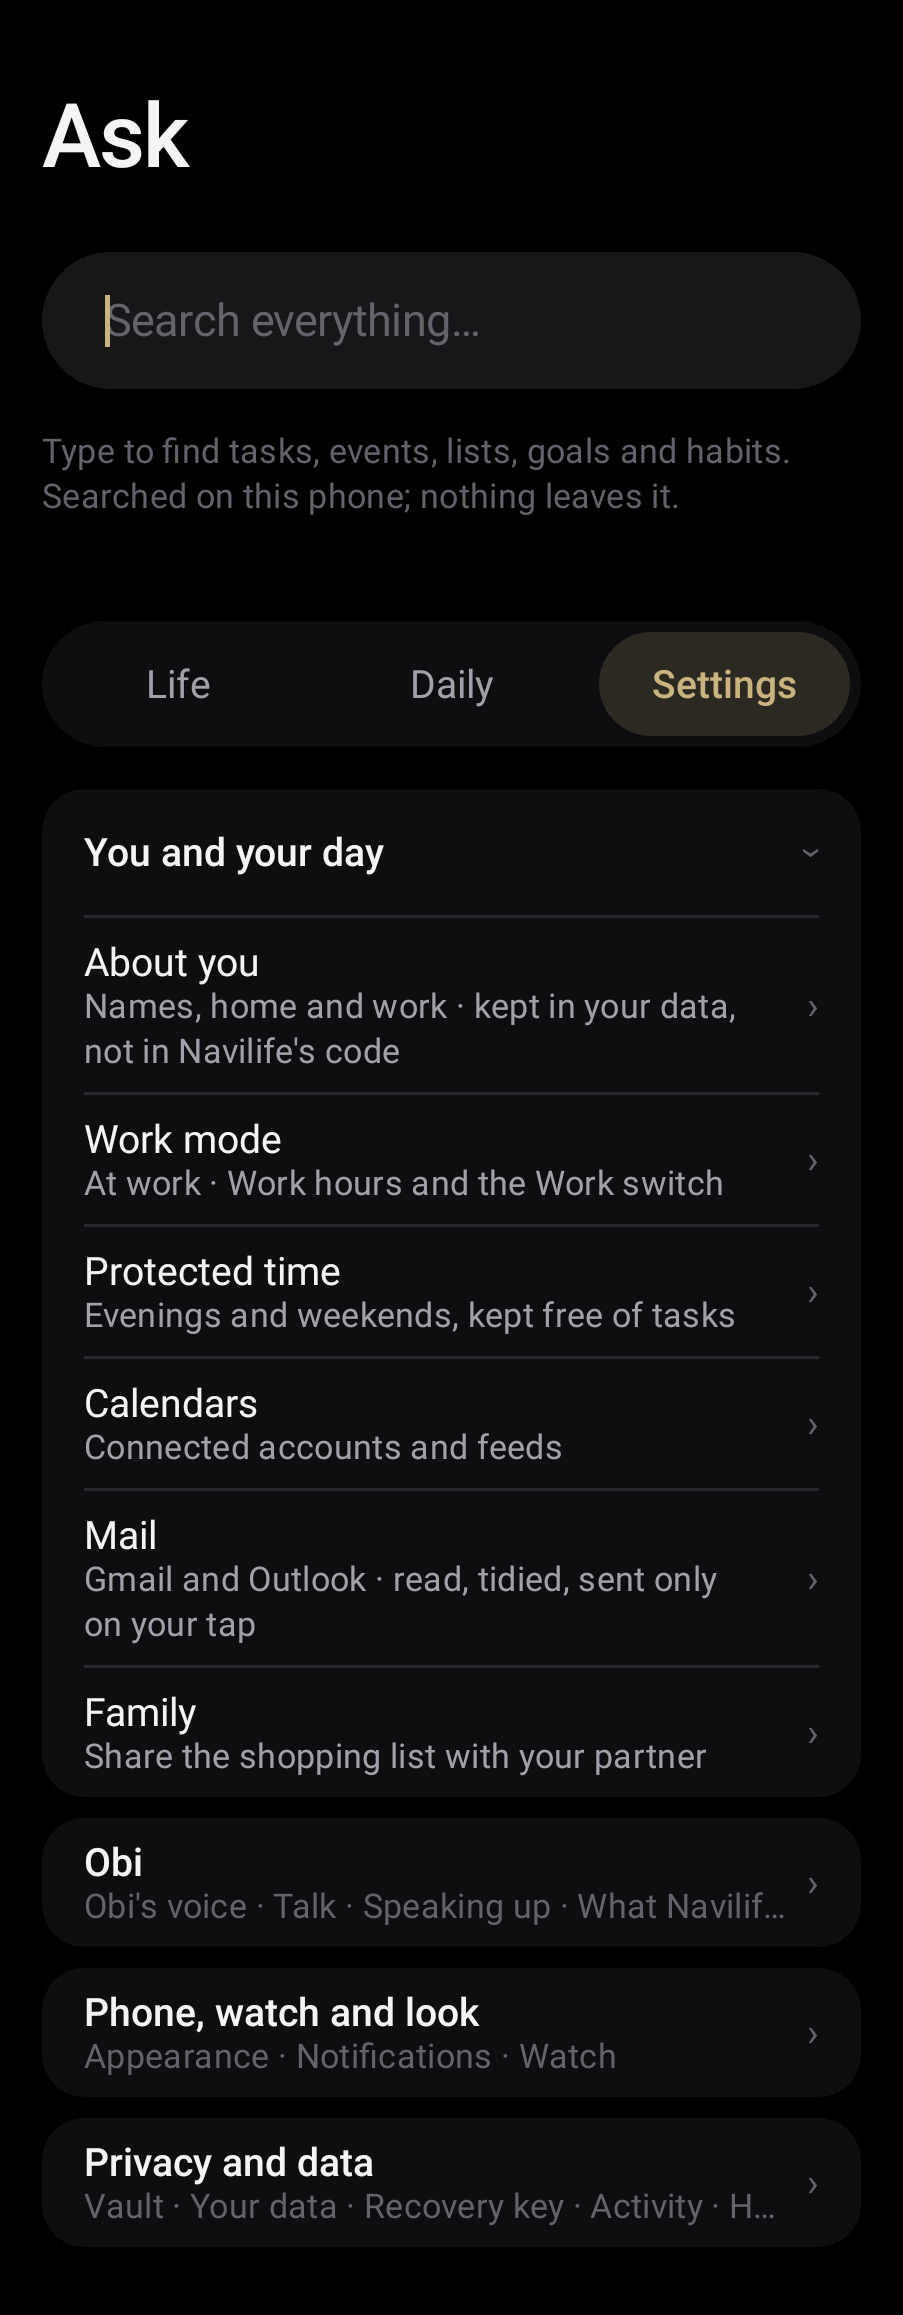 Ask
Search everything...
Type to find tasks, events, lists, goals and habits.
Searched on this phone; nothing leaves it.
Life
Daily
Settings
You and your day
About you
Names, home and work · kept in your data,
not in Navilife's code
Work mode
At work · Work hours and the Work switch
Protected time
Evenings and weekends, kept free of tasks
Calendars
Connected accounts and feeds
Mail
Gmail and Outlook · read, tidied, sent only
on your tap
Family
Share the shopping list with your partner
Obi
Obi's voice · Talk · Speaking up · What Navilif...
Phone, watch and look
Appearance · Notifications · Watch
Privacy and data
Vault · Your data · Recovery key · Activity · H...